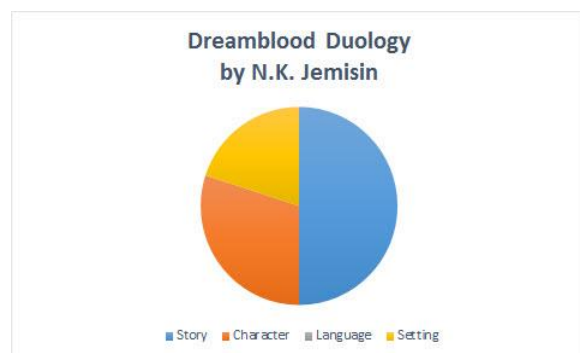 Dreamblood Duology
by N.K. Jemisin
Story Character Language Setting